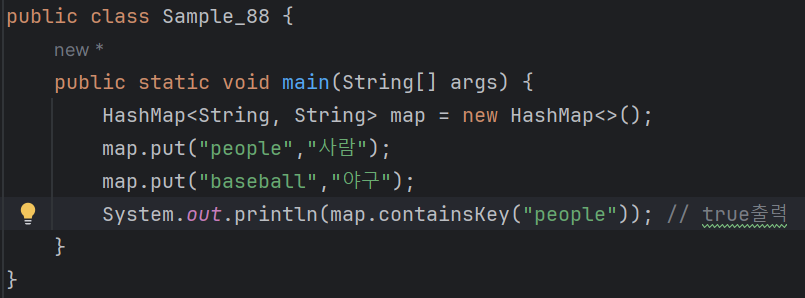 public class Sample_88 {
new *
public static void main(String[] args) {
HashMap<String, String> map = new HashMap<>();
map.put("people","사람");
map.put("baseball","야구");
System.out.println(map.containsKey("people")); // true출력
}
}